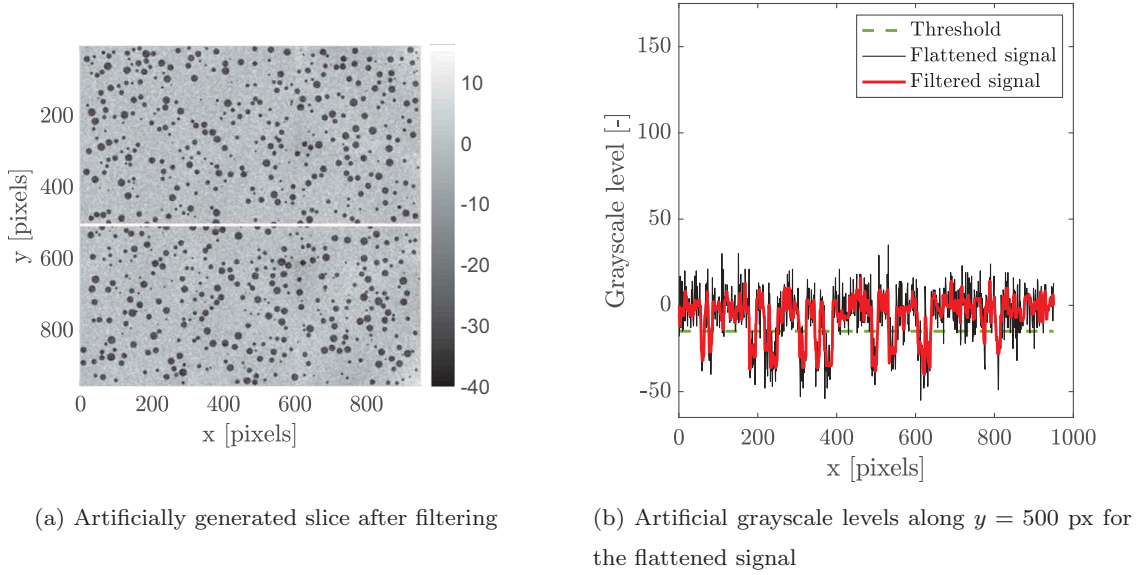 200
400
600
800
y [pixels]
0 200 400 600 800
x [pixels]
10
0
-10
-20
-30
-40
150
100
50
0
-50
Grayscale level [-]
0 200 400 600 800 1000
x [pixels]
Threshold
Flattened signal
Filtered signal
(a) Artificially generated slice after filtering
(b) Artificial grayscale levels along y = 500 px for
the flattened signal